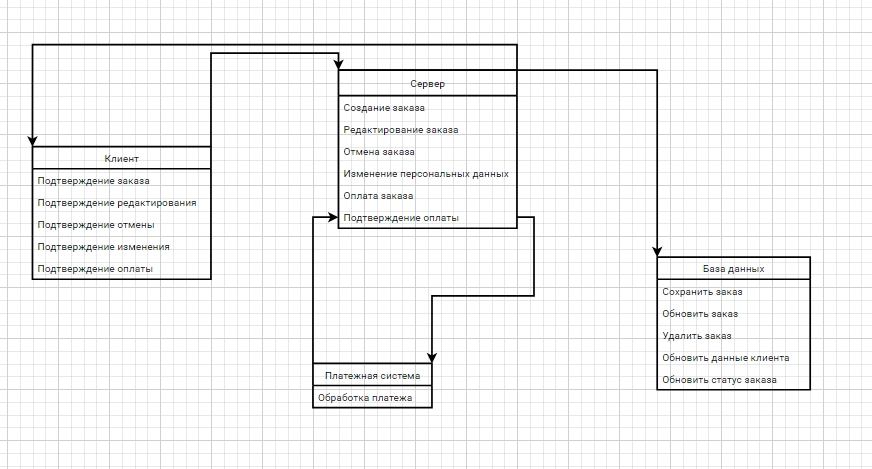 Сервер
Создание заказа
Редактирование заказа
Отмена заказа
Изменение персональных данных
Оплата заказа
Подтверждение оплаты
Клиент
Подтверждение заказа
Подтверждение редактирования
Подтверждение отмены
Подтверждение изменения
Подтверждение оплаты
База данных
Сохранить заказ
Обновить заказ
Удалить заказ
Обновить данные клиента
Обновить статус заказа
Платежная система
Обработка платежа